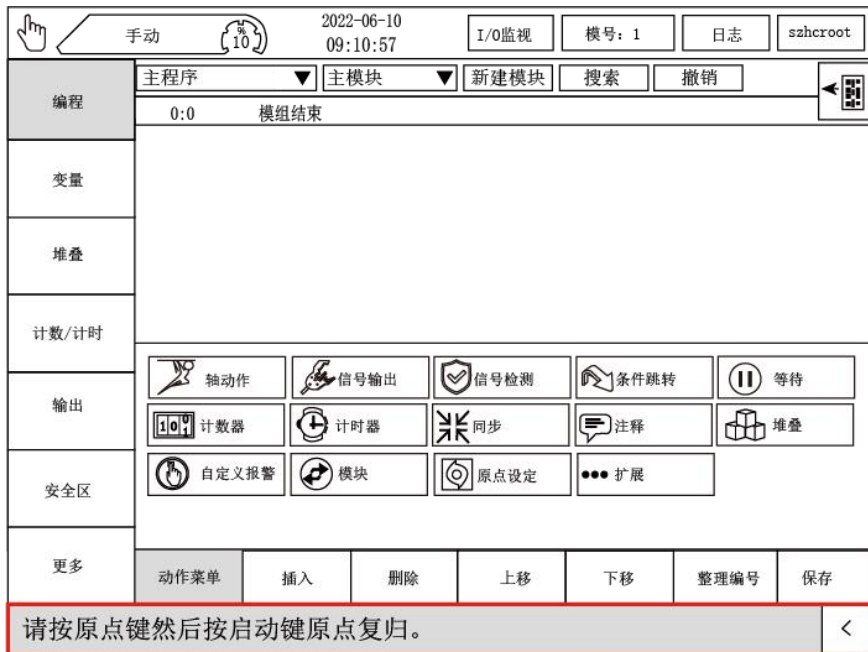 手动
%
10
2022-06-10
09:10:57
I/O监视
模号：1
日志
szhcroot
编程
变量
堆叠
计数/计时
输出
安全区
更多
主程序 ▼
主模块 ▼
新建模块
搜索
撤销
0:0 模组结束
轴动作
信号输出
信号检测
条件跳转
等待
计数器
计时器
同步
注释
堆叠
自定义报警
模块
原点设定
扩展
动作菜单
插入
删除
上移
下移
整理编号
保存
请按原点键然后按启动键原点复归。
<